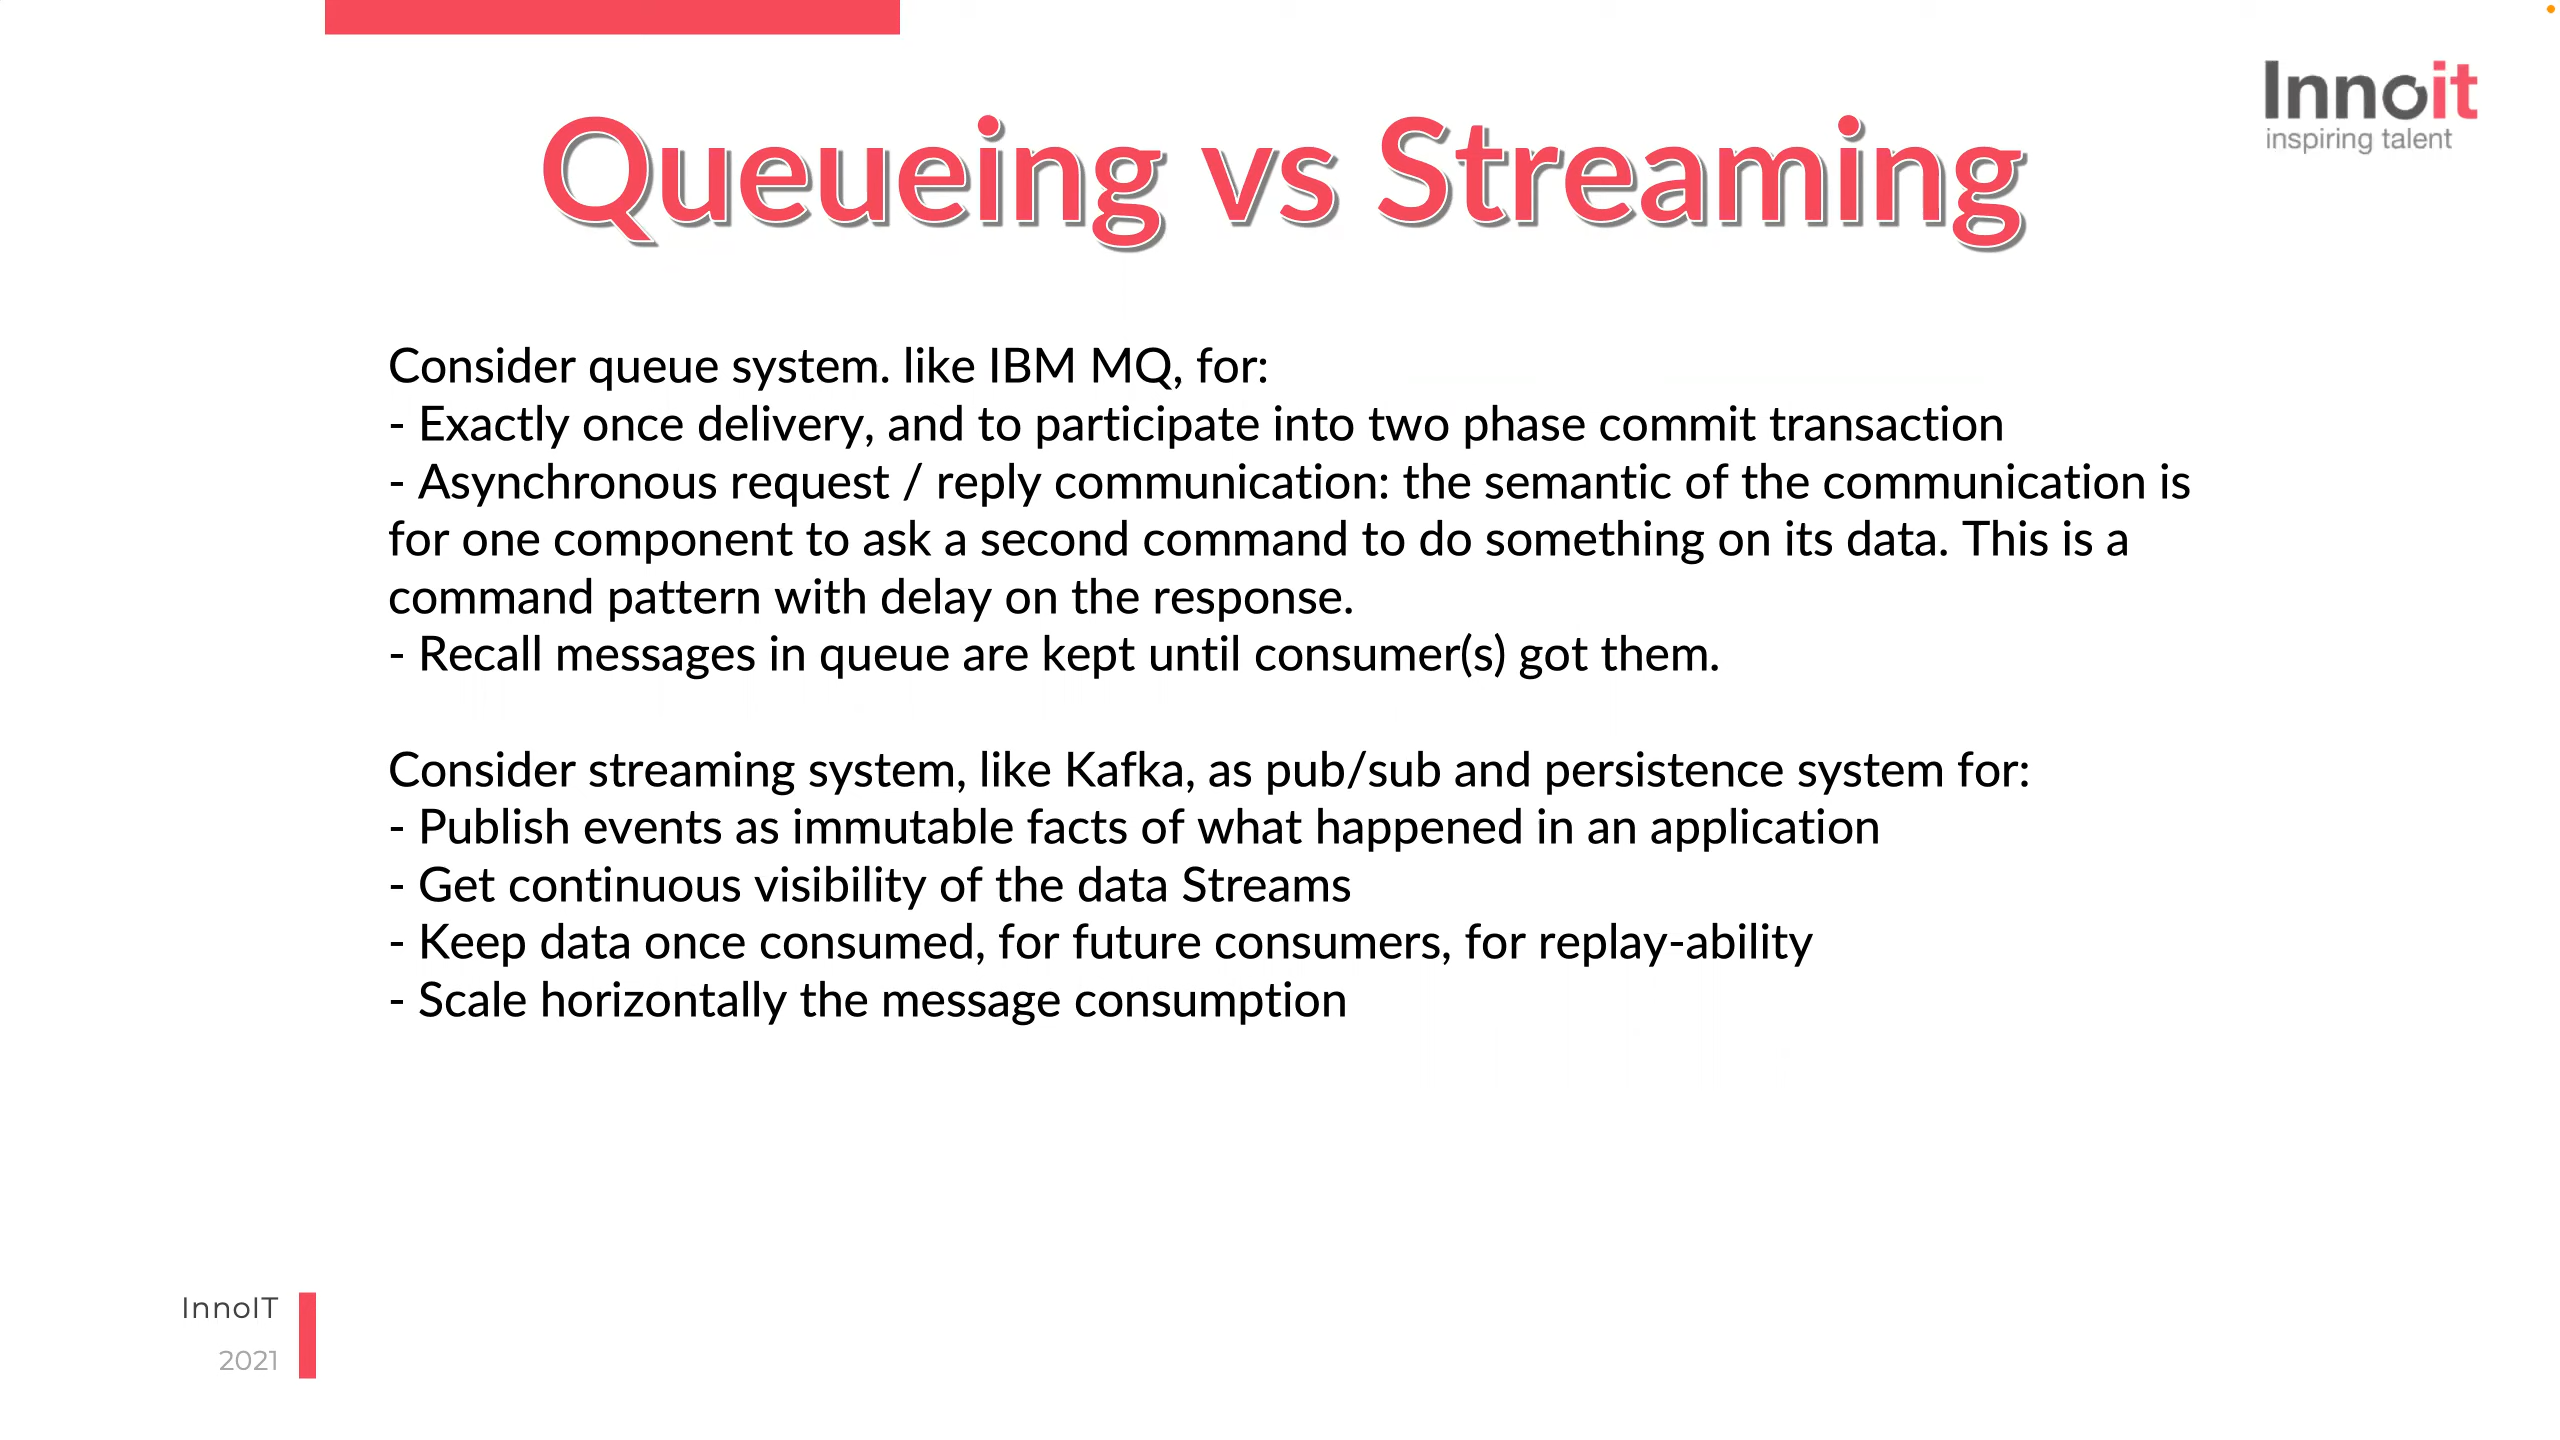 Innoit
inspiring talent
Queueing vs Streaming
Consider queue system. like IBM MQ, for:
- Exactly once delivery, and to participate into two phase commit transaction
- Asynchronous request / reply communication: the semantic of the communication is
for one component to ask a second command to do something on its data. This is a
command pattern with delay on the response.
- Recall messages in queue are kept until consumer(s) got them.
Consider streaming system, like Kafka, as pub/sub and persistence system for:
- Publish events as immutable facts of what happened in an application
- Get continuous visibility of the data Streams
- Keep data once consumed, for future consumers, for replay-ability
- Scale horizontally the message consumption
InnoIT
2021